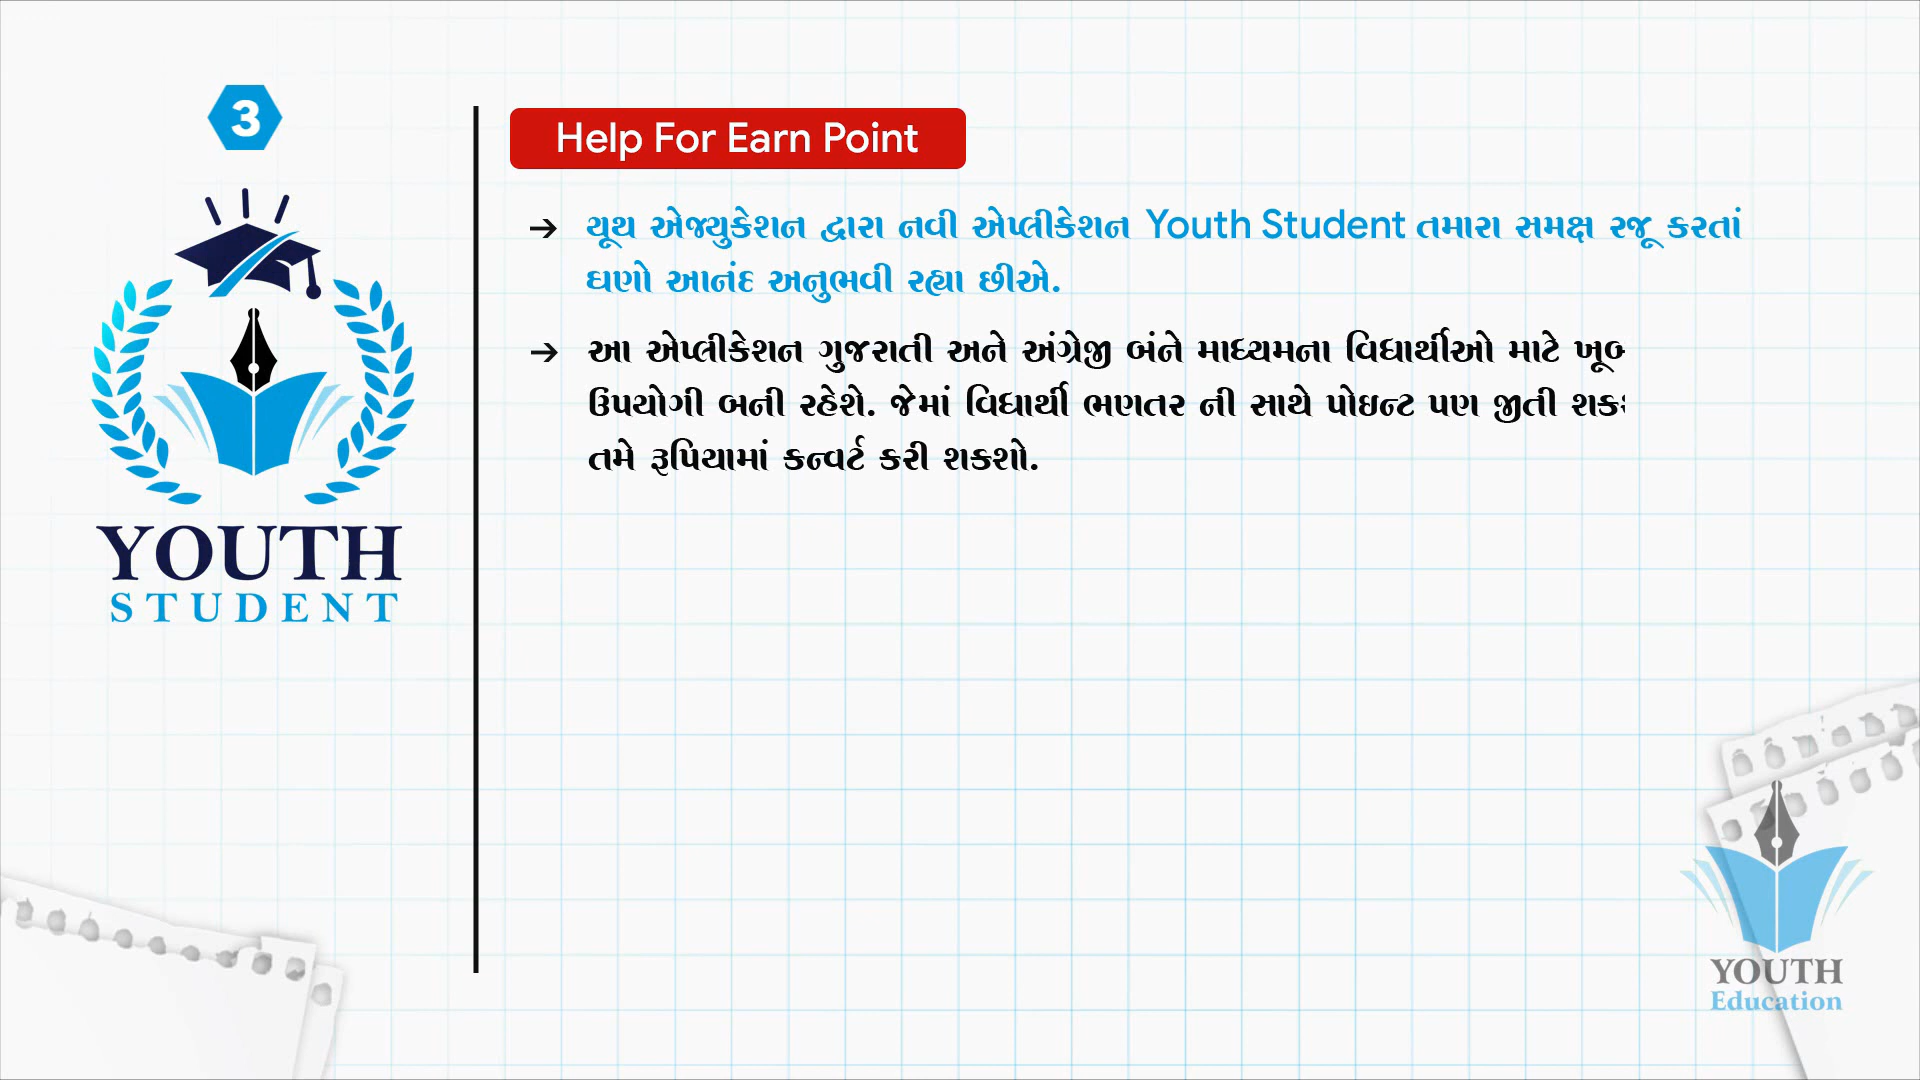 3
Help For Earn Point
➔ યૂથ એજ્યુકેશન દ્વારા નવી એપ્લીકેશન Youth Student તમારા સમક્ષ રજૂ કરતાં
ઘણો આનંદ અનુભવી રહ્યા છીએ.
➔ આ એપ્લીકેશન ગુજરાતી અને અંગ્રેજી બંને માધ્યમના વિદ્યાર્થીઓ માટે
ઉપયોગી બની રહેશે. જેમાં વિદ્યાર્થી ભણતર ની સાથે પોઇન્ટ પણ જીતી
તમે રૂપિયામાં કન્વર્ટ કરી શકશો.
YOUTH
STUDENT
YOUTH
Education